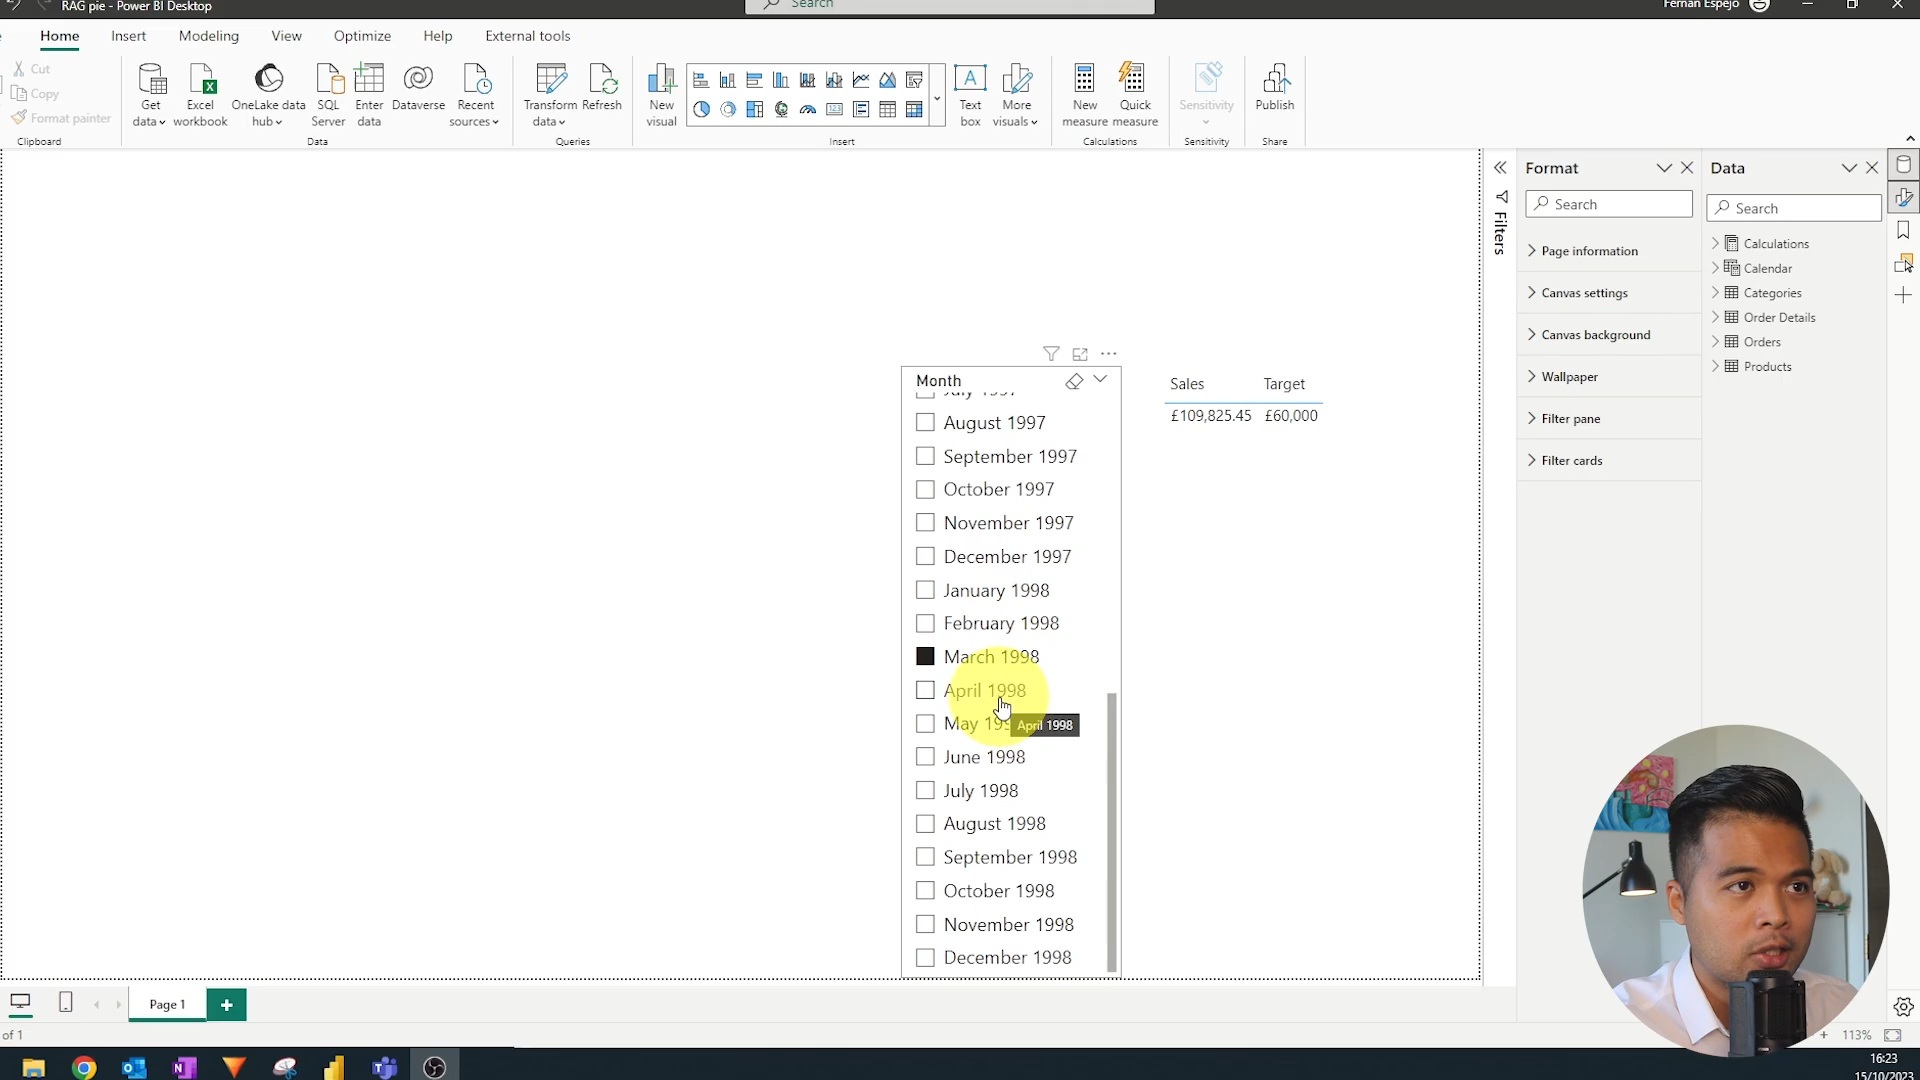 RAG pie - Power BI Desktop
Search
Fernan Espejo
Home
Insert
Modeling
View
Optimize
Help
External tools
Cut
Copy
Format painter
Clipboard
Get data
Excel workbook
OneLake data hub
SQL Server
Enter data
Dataverse
Recent sources
Data
Transform data
Refresh
Queries
New visual
Insert
Text box
More visuals
New measure
Quick measure
Calculations
Sensitivity
Sensitivity
Publish
Share
Filters
Format
Search
Page information
Canvas settings
Canvas background
Wallpaper
Filter pane
Filter cards
Data
Search
Calculations
Calendar
Categories
Order Details
Orders
Products
Month
July 1997
August 1997
September 1997
October 1997
November 1997
December 1997
January 1998
February 1998
March 1998
April 1998
May
April 1998
June 1998
July 1998
August 1998
September 1998
October 1998
November 1998
December 1998
Sales Target
£109,825.45 £60,000
Page 1
of 1
113%
16:23
15/10/2023